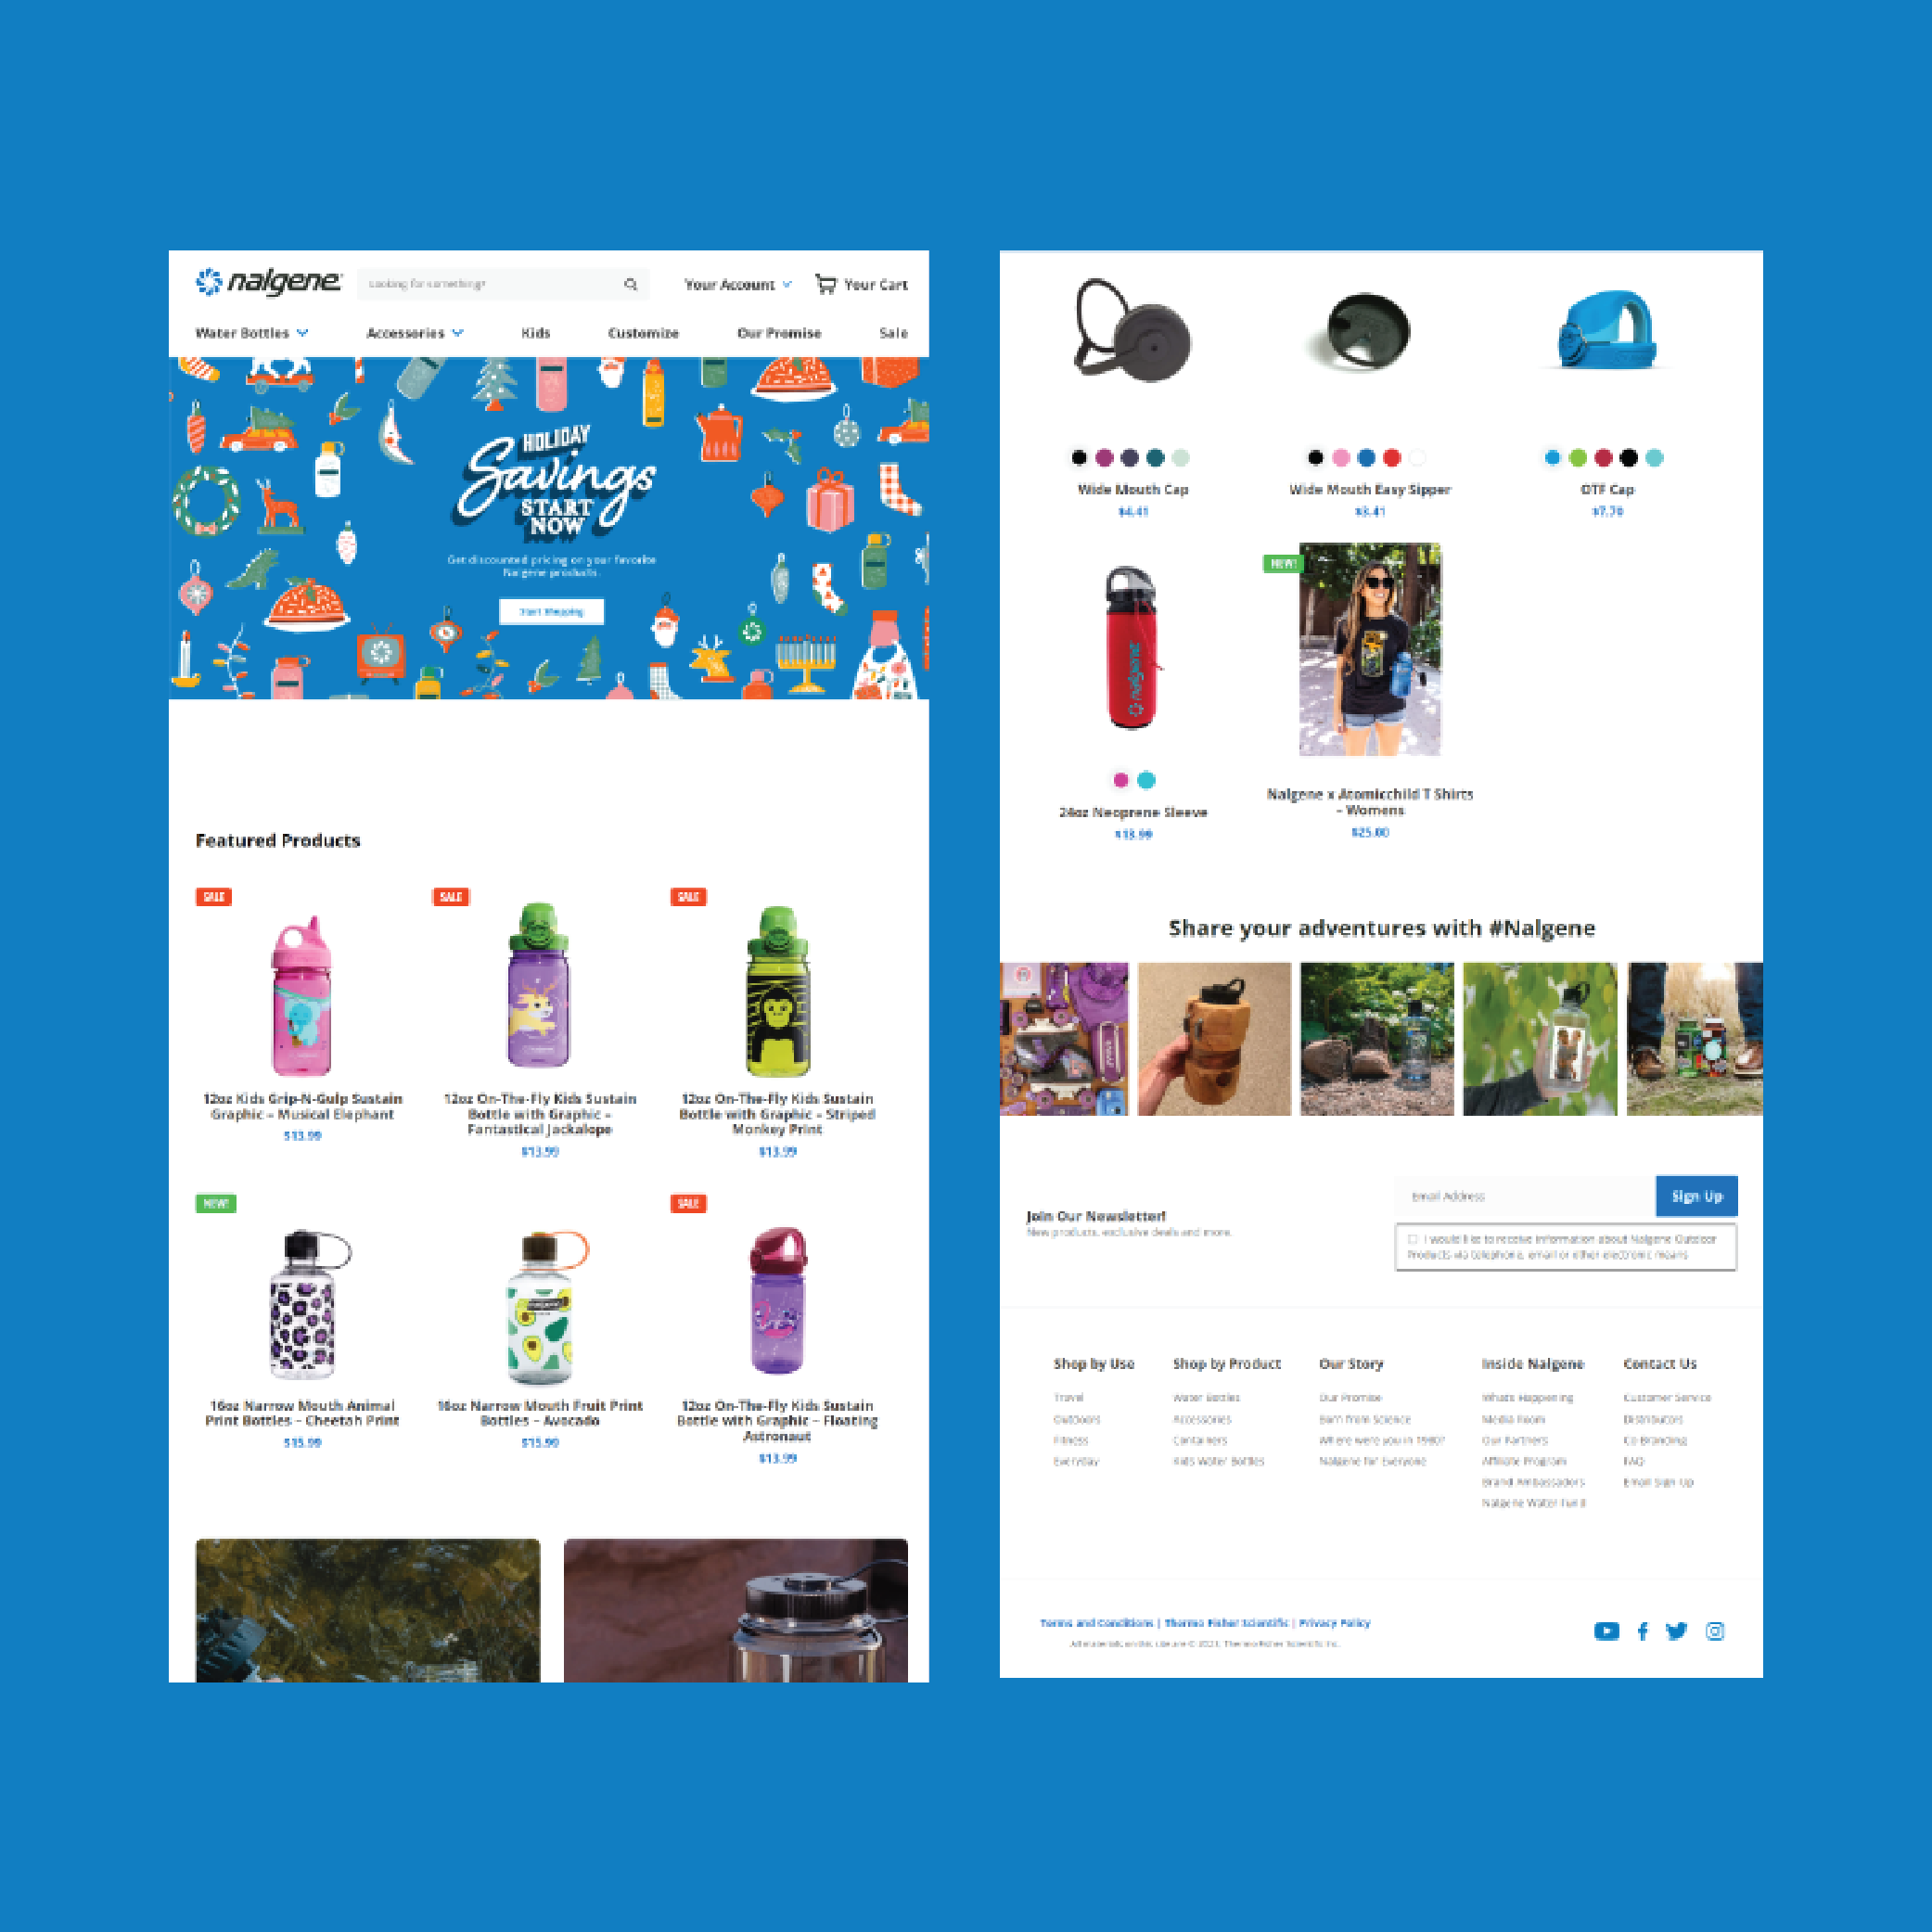 nalgene
Looking for something?
Your Account
Your Cart
Water Bottles
Accessories
Kids
Customize
Our Promise
Sale
HOLIDAY
Savings
START
NOW
Get discounted pricing on your favorite
Nalgene products.
Start Shopping
Featured Products
SALE
SALE
SALE
12oz Kids Grip-N-Gulp Sustain
Graphic – Musical Elephant
$13.99
12oz On-The-Fly Kids Sustain
Bottle with Graphic –
Fantastical Jackalope
$13.99
12oz On-The-Fly Kids Sustain
Bottle with Graphic – Striped
Monkey Print
$13.99
NEW!
SALE
16oz Narrow Mouth Animal
Print Bottles – Cheetah Print
$15.99
16oz Narrow Mouth Fruit Print
Bottles – Avocado
$15.99
12oz On-The-Fly Kids Sustain
Bottle with Graphic – Floating
Astronaut
$13.99
Wide Mouth Cap
$4.41
Wide Mouth Easy Sipper
$3.41
OTF Cap
$7.70
nalgene
24oz Neoprene Sleeve
$13.99
NEW!
Nalgene x Atomicchild T Shirts
– Womens
$25.00
Share your adventures with #Nalgene
Join Our Newsletter!
New products, exclusive deals and more.
Email Address
Sign Up
I would like to receive information about Nalgene Outdoor
Products via telephone, email or other electronic means
Shop by Use
Travel
Outdoors
Fitness
Everyday
Shop by Product
Water Bottles
Accessories
Containers
Kids Water Bottles
Our Story
Our Promise
Born from Science
Where were you in 1980?
Nalgene for Everyone
Inside Nalgene
Whats Happening
Media Room
Our Partners
Affiliate Program
Brand Ambassadors
Nalgene Water Fund
Contact Us
Customer Service
Distributors
Co-Branding
FAQ
Email Sign Up
Terms and Conditions | Thermo Fisher Scientific | Privacy Policy
All materials on this site are © 2023, Thermo Fisher Scientific Inc.